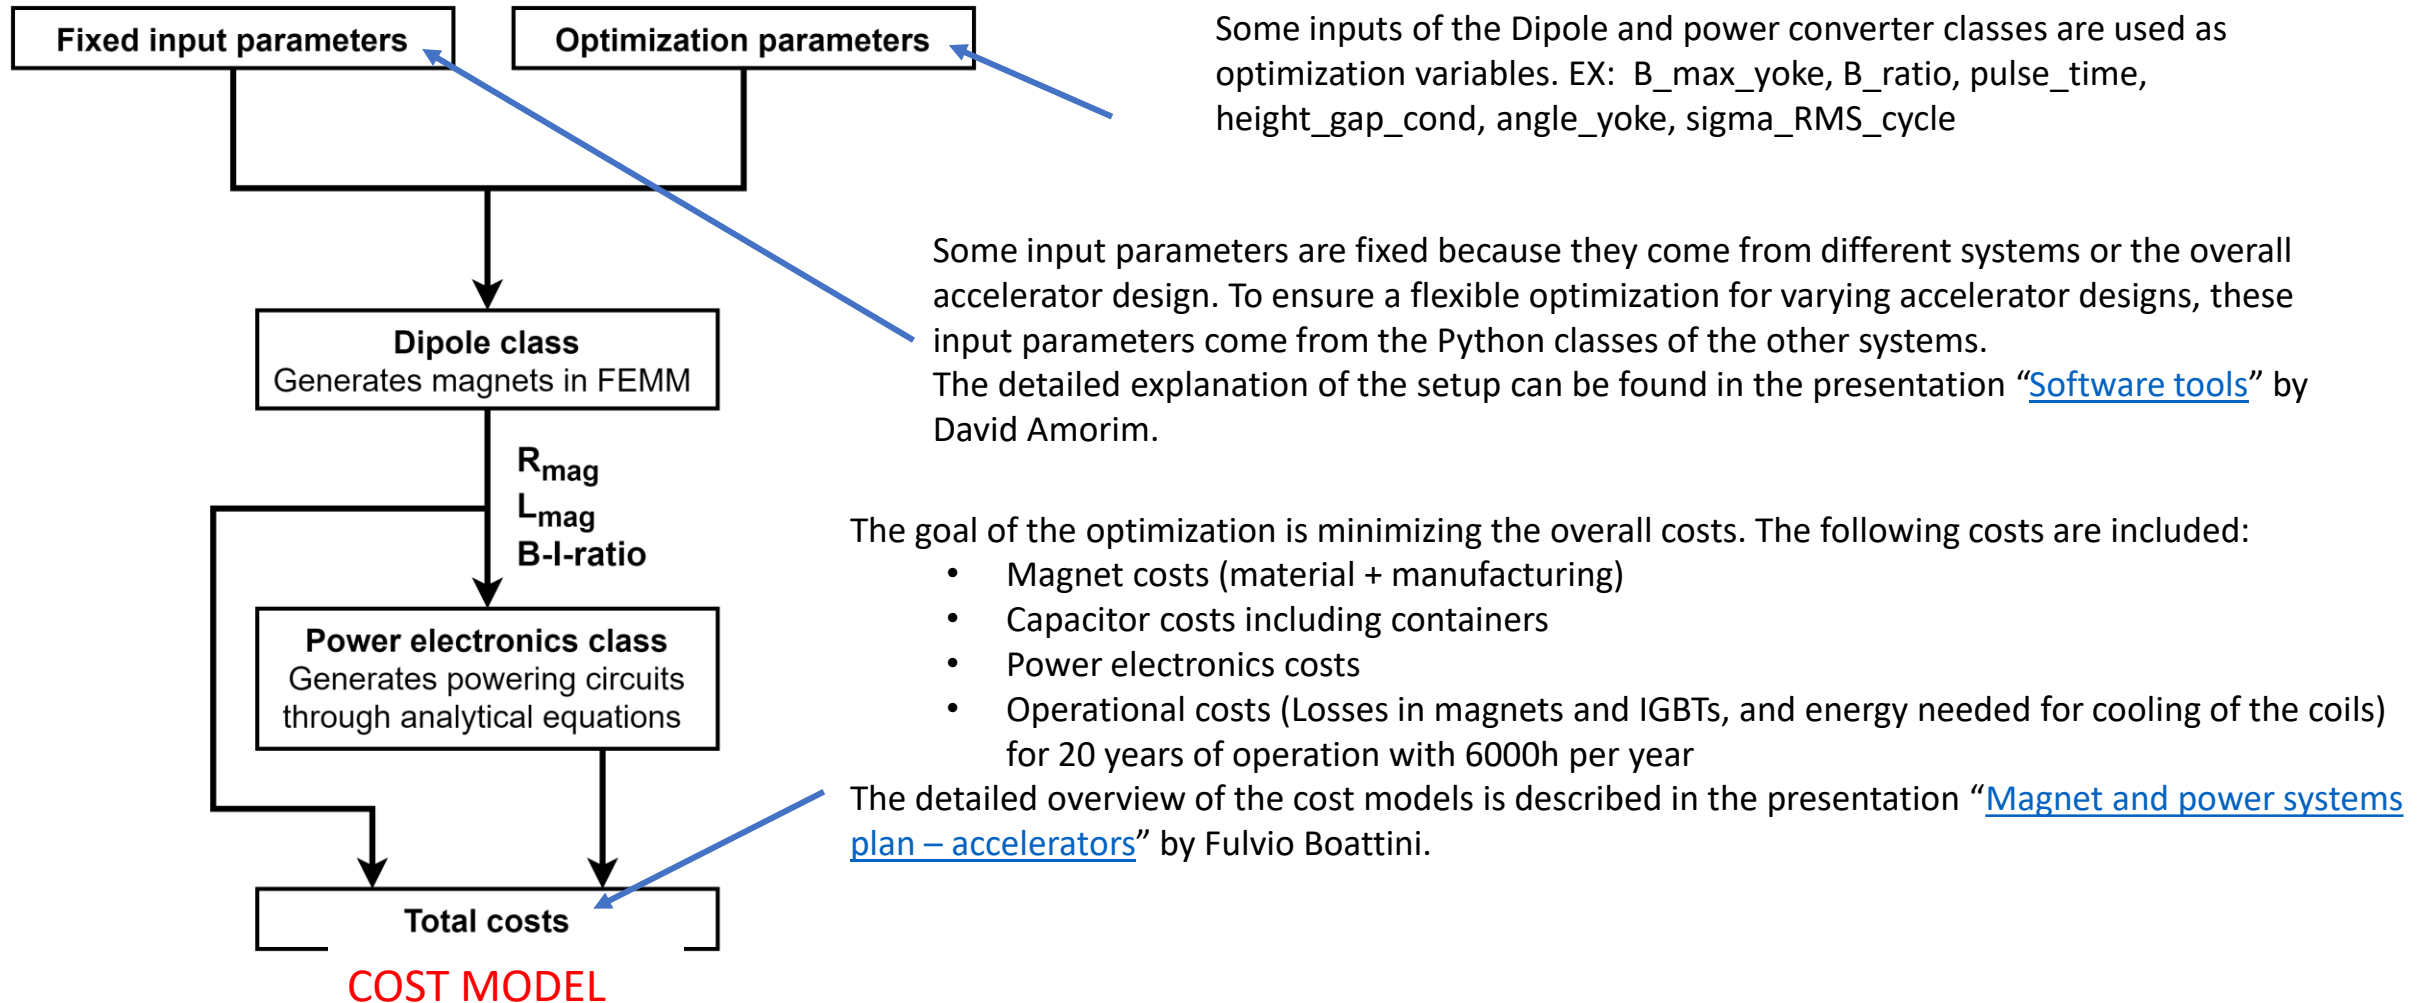 Fixed input parameters
Optimization parameters
Some inputs of the Dipole and power converter classes are used as
optimization variables. EX:  B_max_yoke, B_ratio, pulse_time,
height_gap_cond, angle_yoke, sigma_RMS_cycle
Some input parameters are fixed because they come from different systems or the overall
accelerator design. To ensure a flexible optimization for varying accelerator designs, these
input parameters come from the Python classes of the other systems.
The detailed explanation of the setup can be found in the presentation “Software tools” by
David Amorim.
Dipole class
Generates magnets in FEMM
Rmag
Lmag
B-I-ratio
The goal of the optimization is minimizing the overall costs. The following costs are included:
• Magnet costs (material + manufacturing)
• Capacitor costs including containers
• Power electronics costs
• Operational costs (Losses in magnets and IGBTs, and energy needed for cooling of the coils)
for 20 years of operation with 6000h per year
The detailed overview of the cost models is described in the presentation “Magnet and power systems
plan – accelerators” by Fulvio Boattini.
Power electronics class
Generates powering circuits
through analytical equations
Total costs
COST MODEL